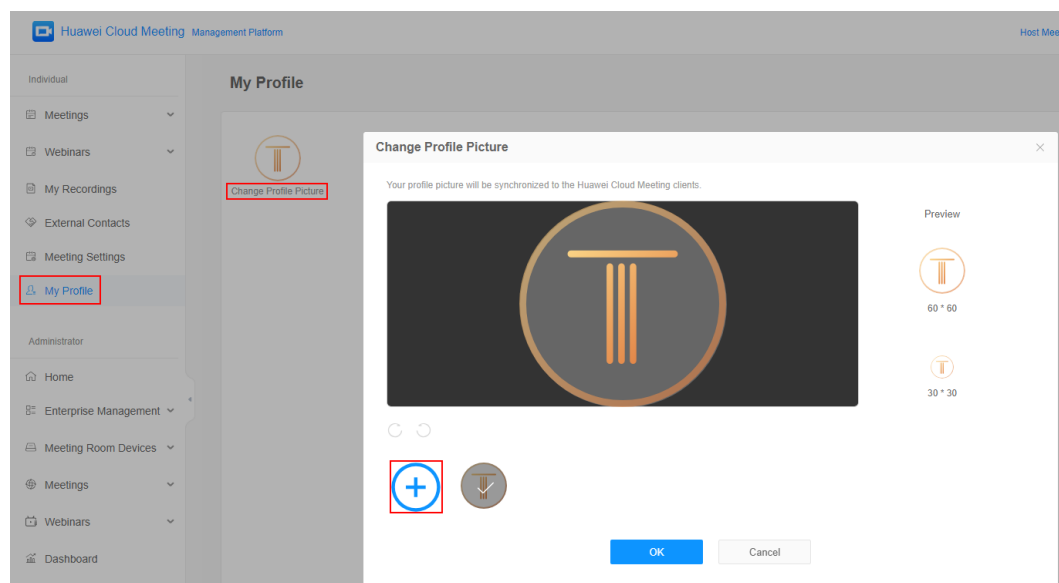 Huawei Cloud Meeting Management Platform
Host Mee
Individual
Meetings
Webinars
My Recordings
External Contacts
Meeting Settings
My Profile
Administrator
Home
Enterprise Management
Meeting Room Devices
Meetings
Webinars
Dashboard
My Profile
Change Profile Picture
Change Profile Picture
Your profile picture will be synchronized to the Huawei Cloud Meeting clients.
Preview
60 * 60
30 * 30
OK
Cancel